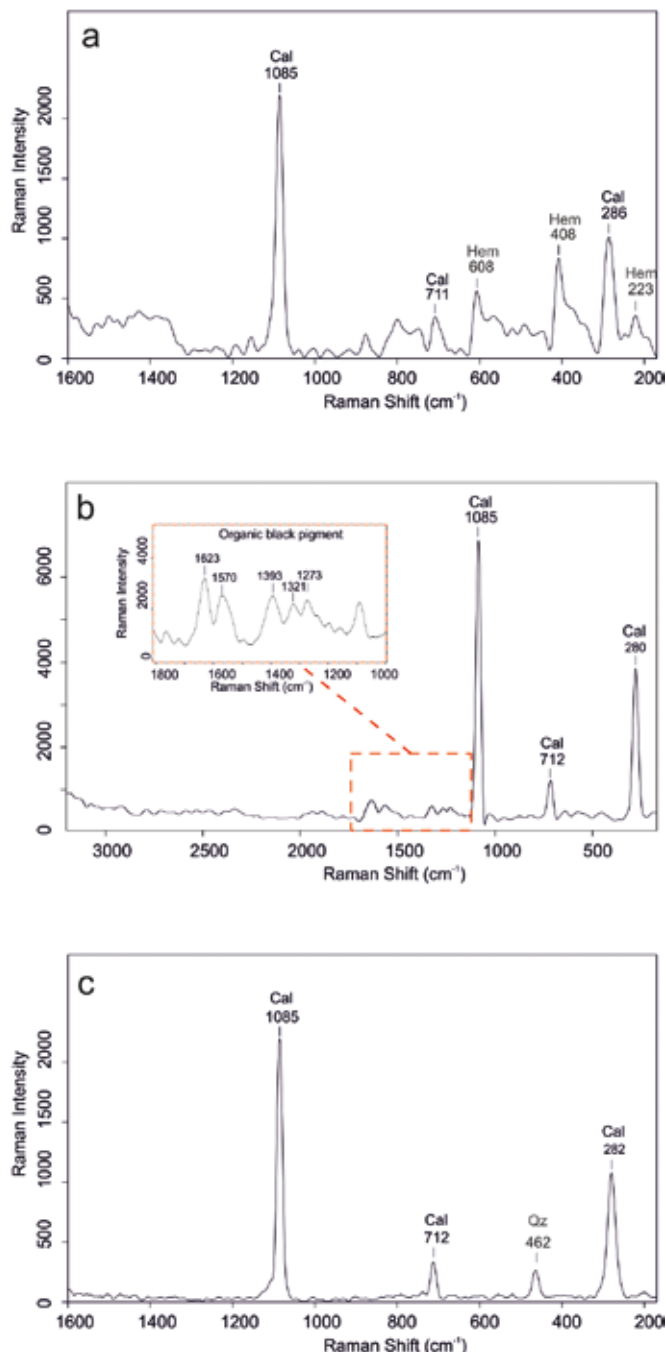 a
Cal
1085
Cal
711
Hem
608
Hem
408
Cal
286
Hem
223
Raman Intensity
0 500 1000 1500 2000
1600 1400 1200 1000 800 600 400 200
Raman Shift (cm⁻¹)
b
Cal
1085
Cal
712
Cal
280
Raman Intensity
0 2000 4000 6000
Organic black pigment
1623
1570
1393
1321
1273
Raman Intensity
0 2000 4000
1800 1600 1400 1200 1000
Raman Shift (cm⁻¹)
3000 2500 2000 1500 1000 500
Raman Shift (cm⁻¹)
c
Cal
1085
Cal
712
Qz
462
Cal
282
Raman Intensity
0 500 1000 1500 2000
1600 1400 1200 1000 800 600 400 200
Raman Shift (cm⁻¹)